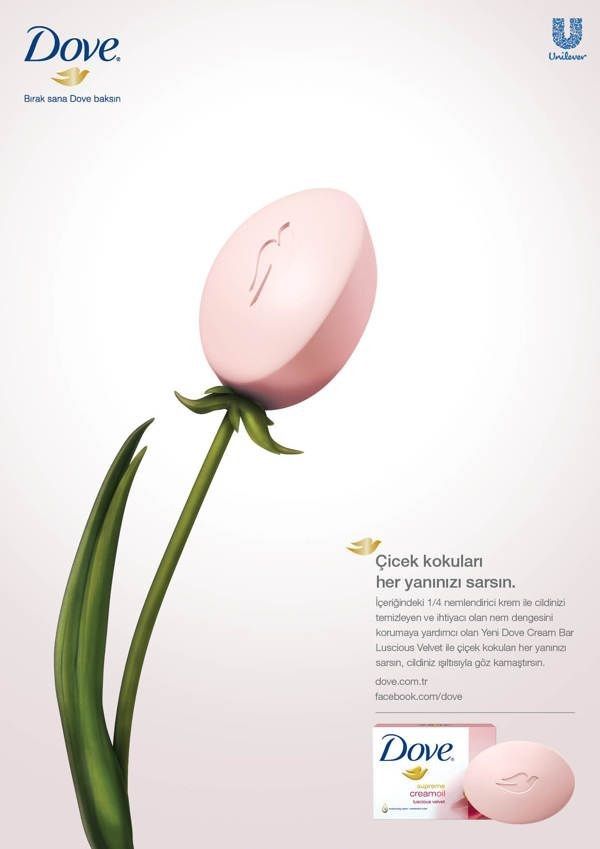 Dove
Bırak sana Dove baksın
Unilever
Çicek kokuları
her yanınızı sarsın.
İçeriğindeki 1/4 nemlendirici krem ile cildinizi
temizleyen ve ihtiyacı olan nem dengesini
korumaya yardımcı olan Yeni Dove Cream Bar
Luscious Velvet ile çiçek kokuları her yanınızı
sarsın, cildiniz ışıltısıyla göz kamaştırsın.
dove.com.tr
facebook.com/dove
Dove
supreme
creamoil
luscious velvet